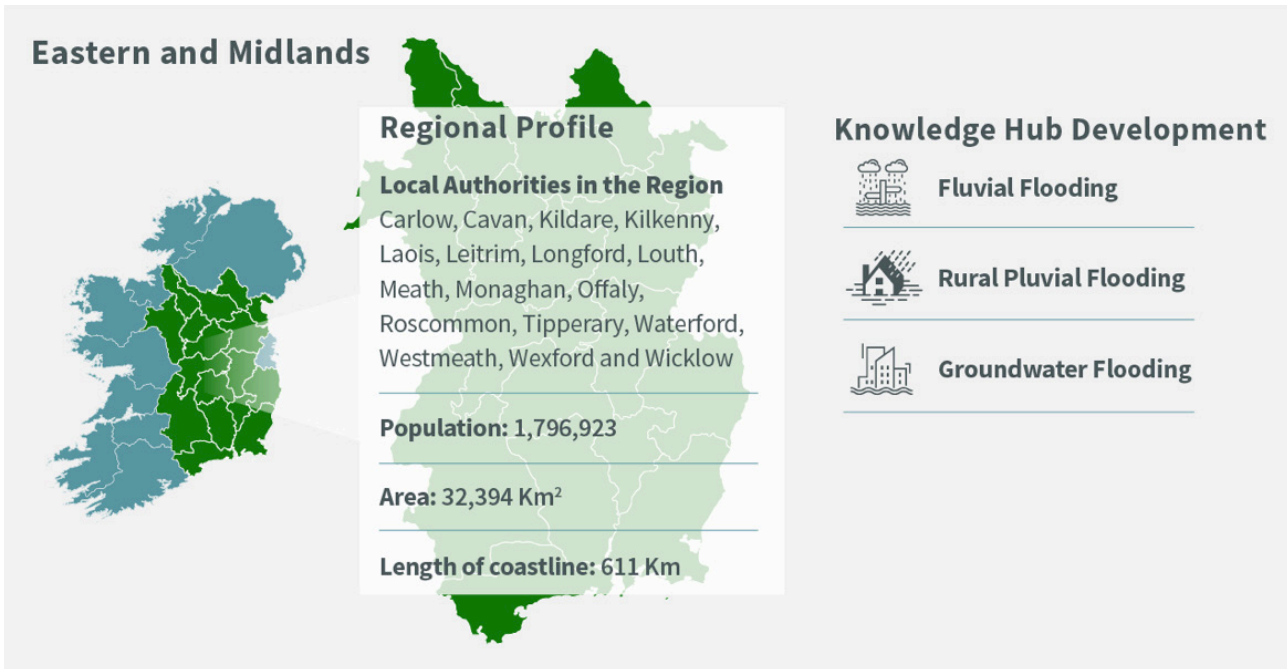 Eastern and Midlands
Regional Profile
Local Authorities in the Region
Carlow, Cavan, Kildare, Kilkenny,
Laois, Leitrim, Longford, Louth,
Meath, Monaghan, Offaly,
Roscommon, Tipperary, Waterford,
Westmeath, Wexford and Wicklow
Population: 1,796,923
Area: 32,394 Km²
Length of coastline: 611 Km
Knowledge Hub Development
Fluvial Flooding
Rural Pluvial Flooding
Groundwater Flooding